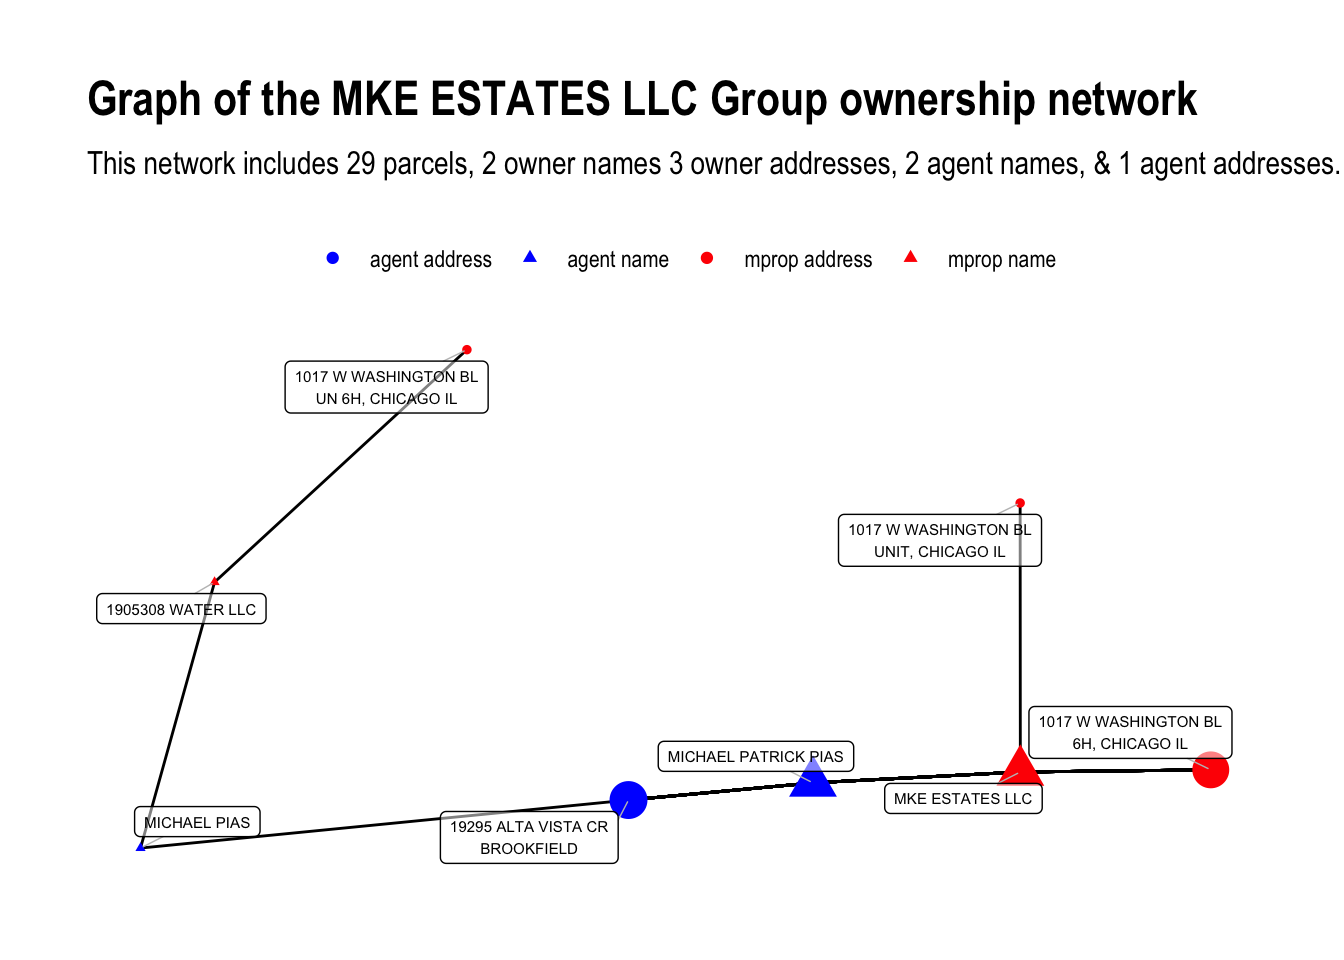 Graph of the MKE ESTATES LLC Group ownership network
This network includes 29 parcels, 2 owner names 3 owner addresses, 2 agent names, & 1 agent addresses.
agent address
agent name
mprop address
mprop name
1017 W WASHINGTON BL
UN 6H, CHICAGO IL
1017 W WASHINGTON BL
UNIT, CHICAGO IL
1905308 WATER LLC
1017 W WASHINGTON BL
6H, CHICAGO IL
MICHAEL PATRICK PIAS
MKE ESTATES LLC
MICHAEL PIAS
19295 ALTA VISTA CR
BROOKFIELD